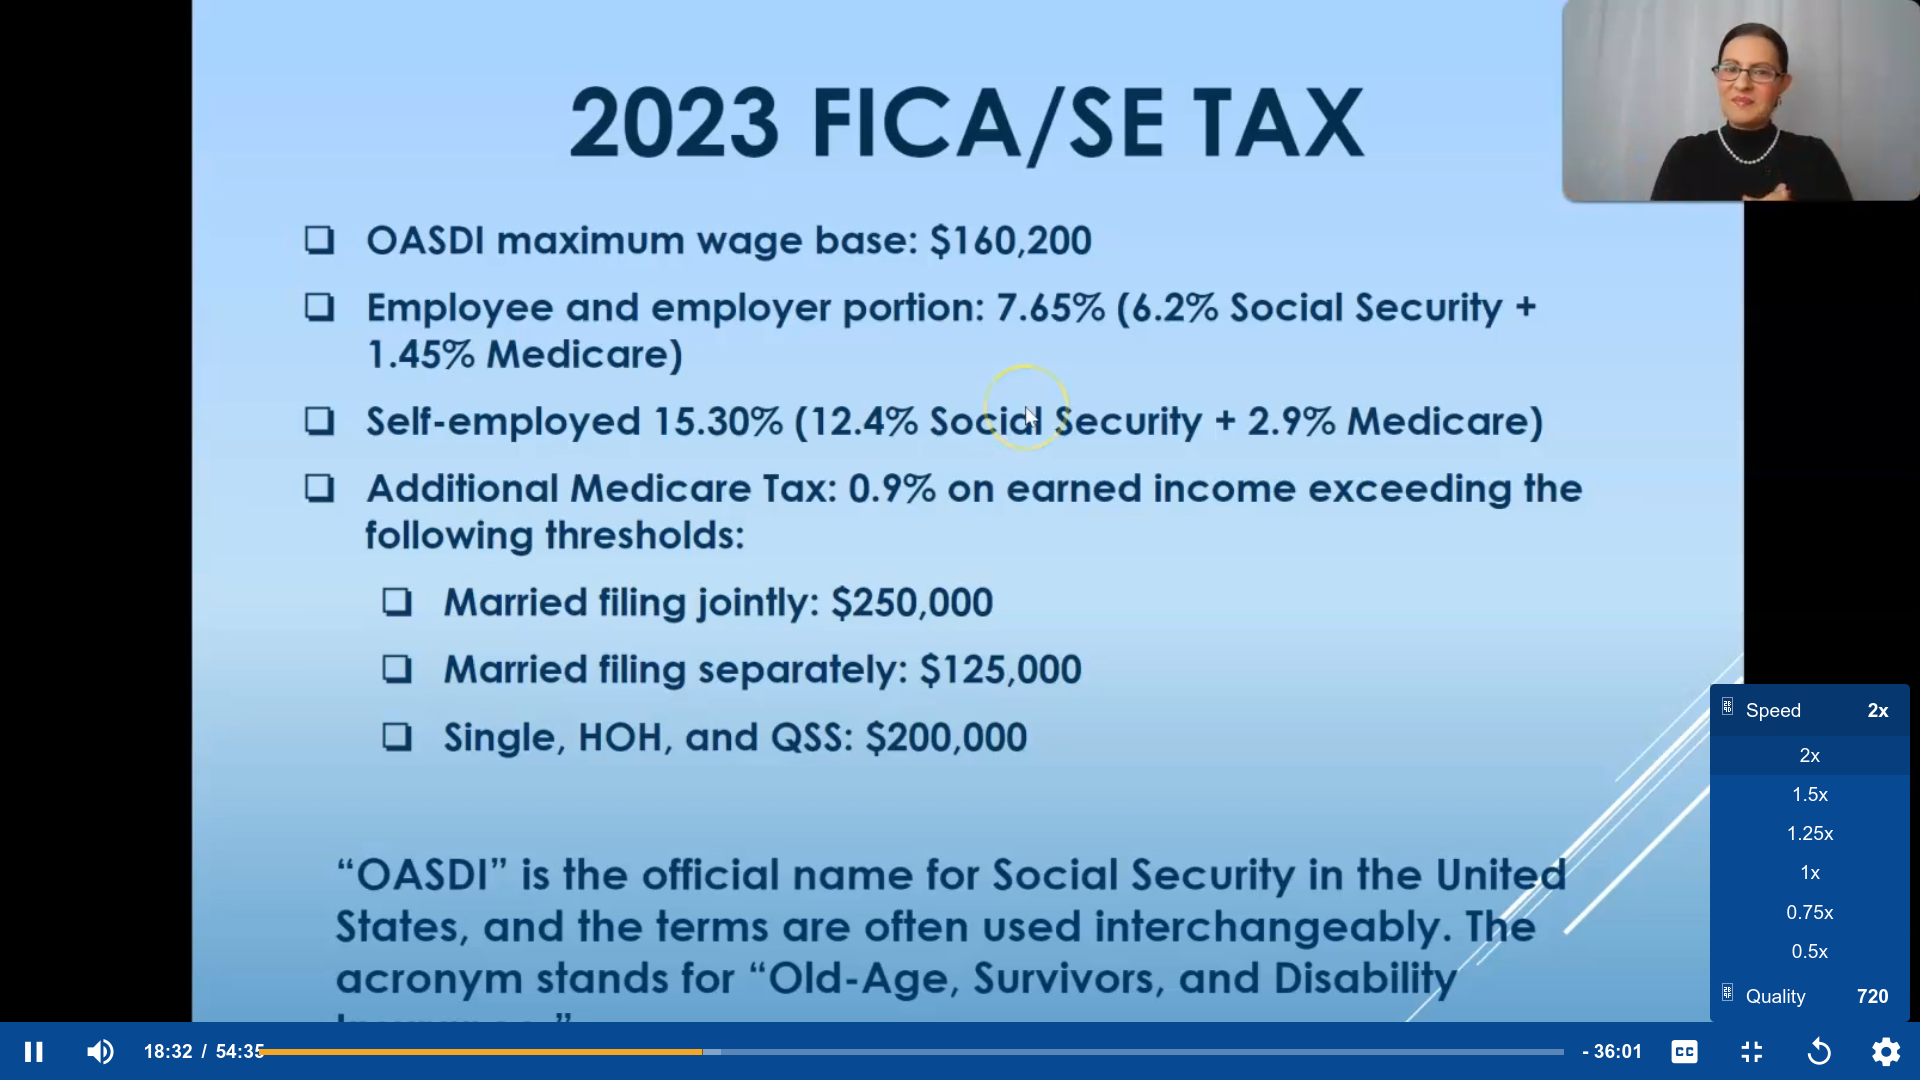 2023 FICA/SE TAX
❑ OASDI maximum wage base: $160,200
❑ Employee and employer portion: 7.65% (6.2% Social Security +
1.45% Medicare)
❑ Self-employed 15.30% (12.4% Social Security + 2.9% Medicare)
❑ Additional Medicare Tax: 0.9% on earned income exceeding the
following thresholds:
❑ Married filing jointly: $250,000
❑ Married filing separately: $125,000
❑ Single, HOH, and QSS: $200,000
“OASDI” is the official name for Social Security in the United
States, and the terms are often used interchangeably. The
acronym stands for “Old-Age, Survivors, and Disability
Speed 2x
2x
1.5x
1.25x
1x
0.75x
0.5x
Quality 720
18:32 / 54:35
- 36:01
CC